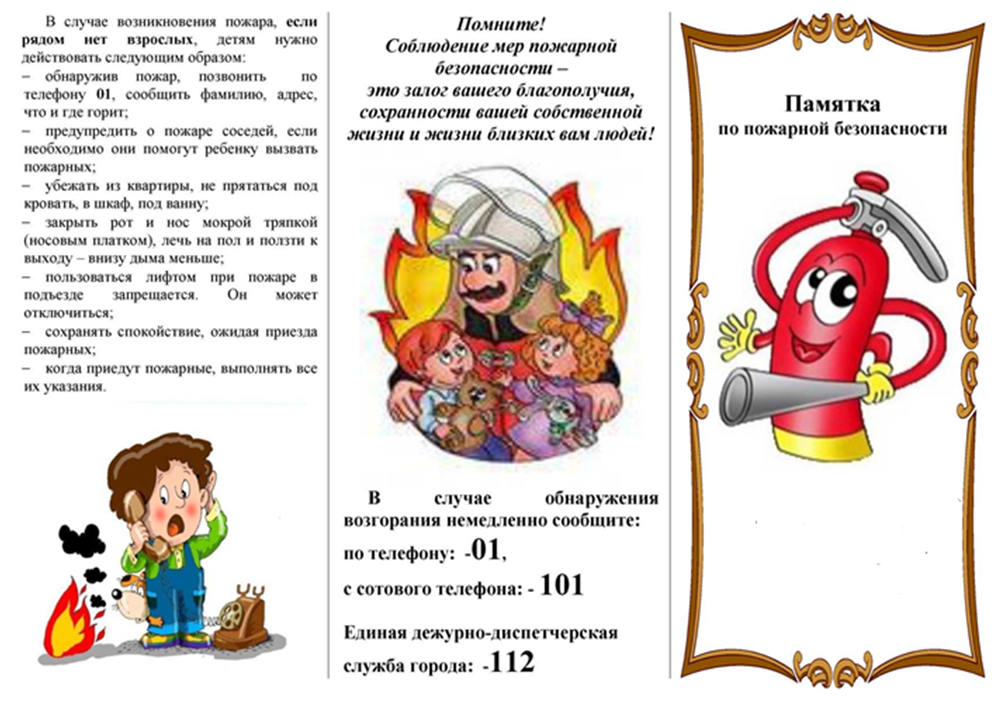 В случае возникновения пожара, если
рядом нет взрослых, детям нужно
действовать следующим образом:
– обнаружив пожар, позвонить по
телефону 01, сообщить фамилию, адрес,
что и где горит;
– предупредить о пожаре соседей, если
необходимо они помогут ребенку вызвать
пожарных;
– убежать из квартиры, не прятаться под
кровать, в шкаф, под ванну;
– закрыть рот и нос мокрой тряпкой
(носовым платком), лечь на пол и ползти к
выходу – внизу дыма меньше;
– пользоваться лифтом при пожаре в
подъезде запрещается. Он может
отключиться;
– сохранять спокойствие, ожидая приезда
пожарных;
– когда приедут пожарные, выполнять все
их указания.
Помните!
Соблюдение мер пожарной
безопасности –
это залог вашего благополучия,
сохранности вашей собственной
жизни и жизни близких вам людей!
В случае обнаружения
возгорания немедленно сообщите:
по телефону: -01,
с сотового телефона: - 101
Единая дежурно-диспетчерская
служба города: -112
Памятка
по пожарной безопасности